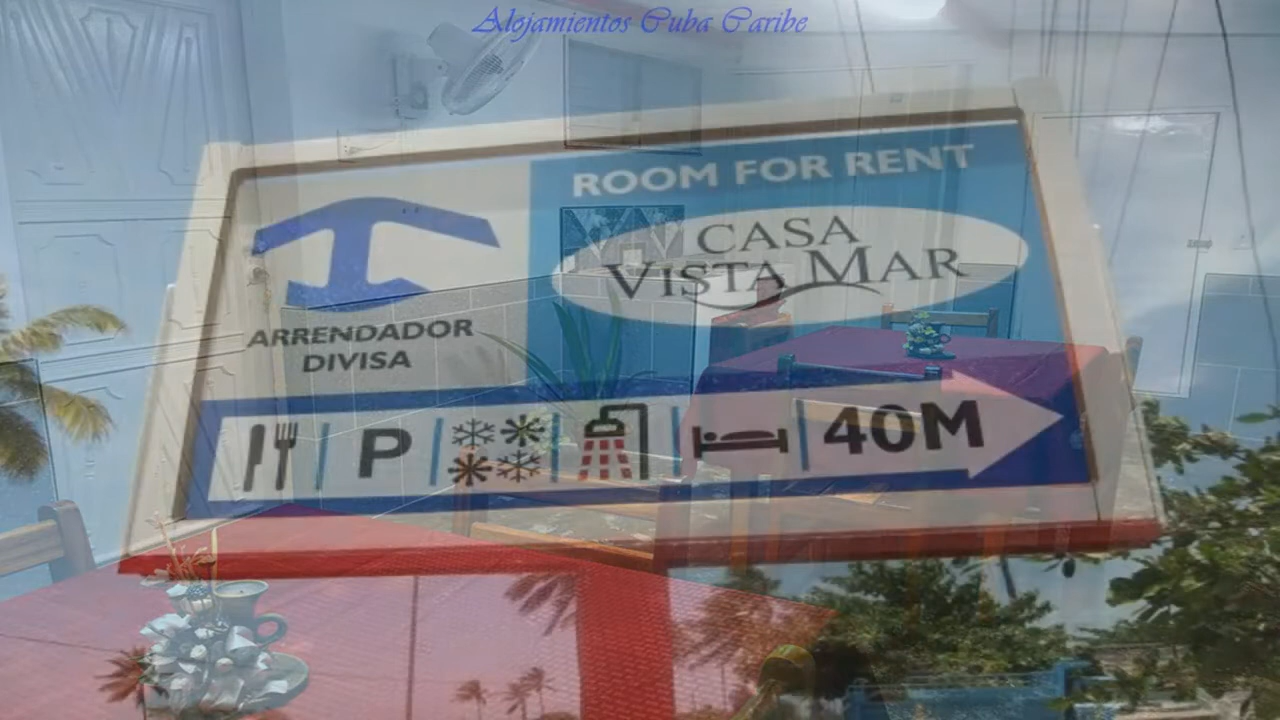 Alojamientos Cuba Caribe
ROOM FOR RENT
CASA
VISTA MAR
ARRENDADOR
DIVISA
P
40M